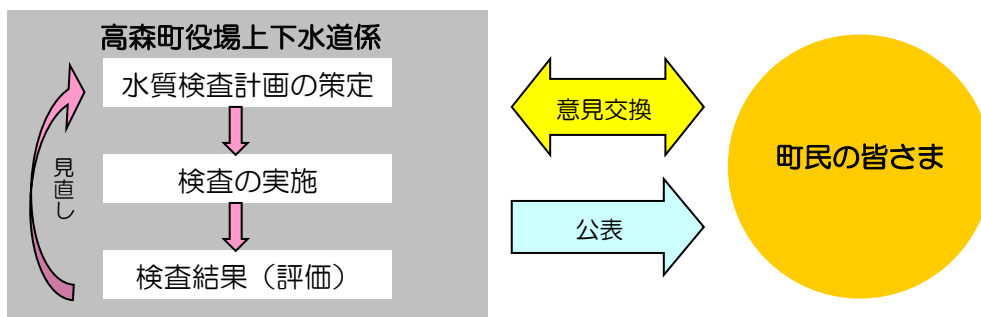 高森町役場上下水道係
水質検査計画の策定
検査の実施
検査結果（評価）
見直し
意見交換
公表
町民の皆さま